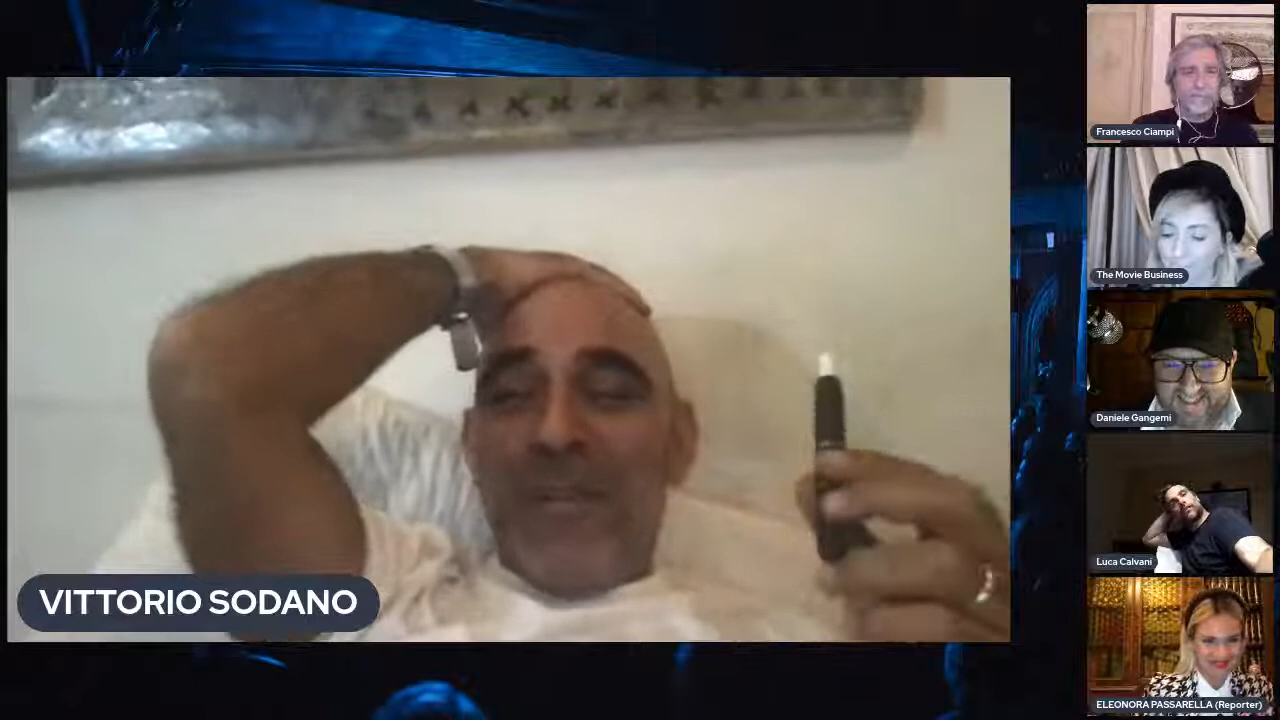 Francesco Ciampi
The Movie Business
Daniele Gangemi
Luca Calvani
VITTORIO SODANO
ELEONORA PASSARELLA (Reporter)